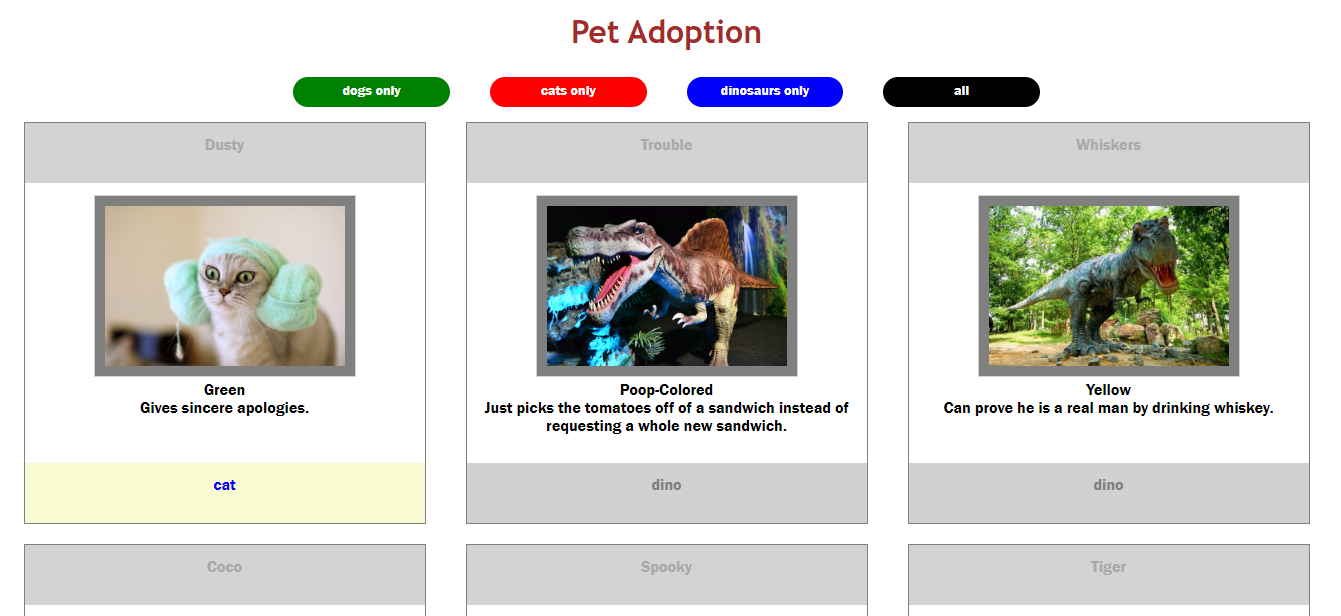 Pet Adoption
dogs only
cats only
dinosaurs only
all
Dusty
Trouble
Whiskers
Green
Gives sincere apologies.
Poop-Colored
Just picks the tomatoes off of a sandwich instead of
requesting a whole new sandwich.
Yellow
Can prove he is a real man by drinking whiskey.
cat
dino
dino
Coco
Spooky
Tiger